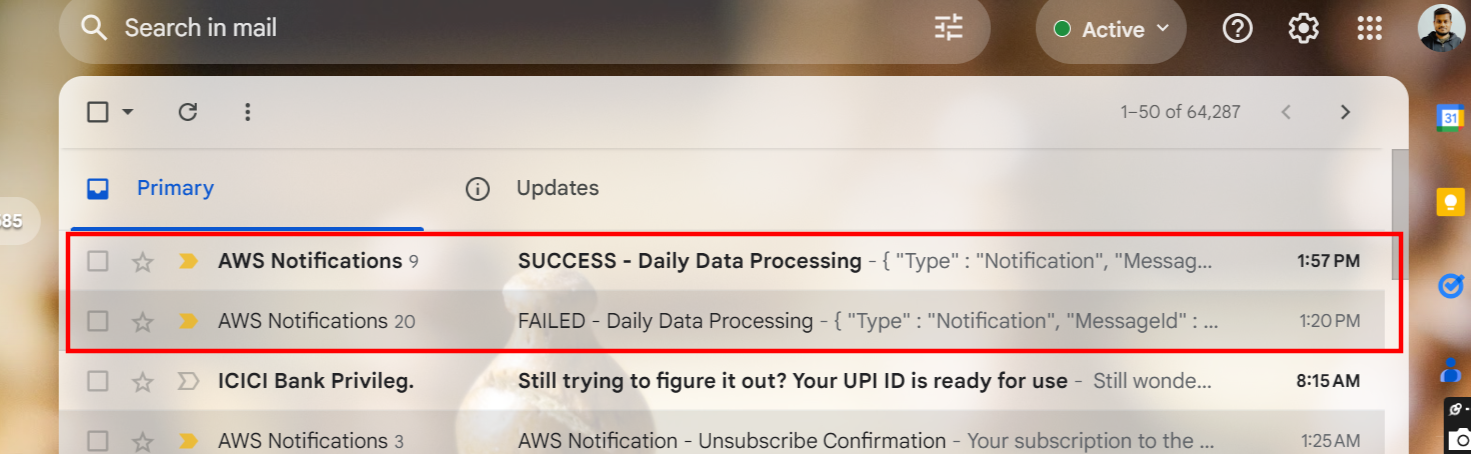 Search in mail
Active
1–50 of 64,287
31
Primary
Updates
585
AWS Notifications 9 SUCCESS - Daily Data Processing - { "Type" : "Notification", "Messag... 1:57 PM
AWS Notifications 20 FAILED - Daily Data Processing - { "Type" : "Notification", "MessageId" : ... 1:20 PM
ICICI Bank Privileg. Still trying to figure it out? Your UPI ID is ready for use - Still wonde... 8:15 AM
AWS Notifications 3 AWS Notification - Unsubscribe Confirmation - Your subscription to the ... 1:25 AM